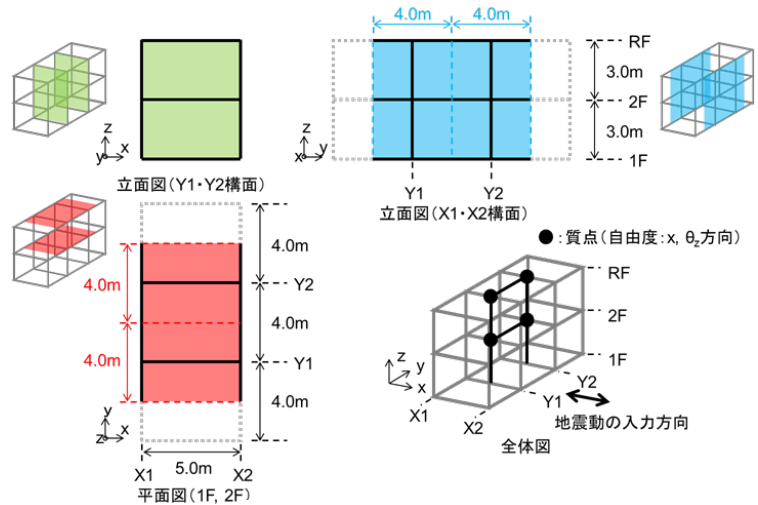 4.0m 4.0m
RF
3.0m
2F
3.0m
1F
z
y x
立面図(Y1・Y2構面)
z
x y
Y1 Y2
立面図(X1・X2構面)
4.0m
4.0m
4.0m
Y2
4.0m
Y1
4.0m
y
z x
5.0m
X1 X2
平面図(1F, 2F)
●:質点(自由度:x, θz方向)
RF
2F
1F
z
y
x
Y2
Y1
X1
X2
地震動の入力方向
全体図